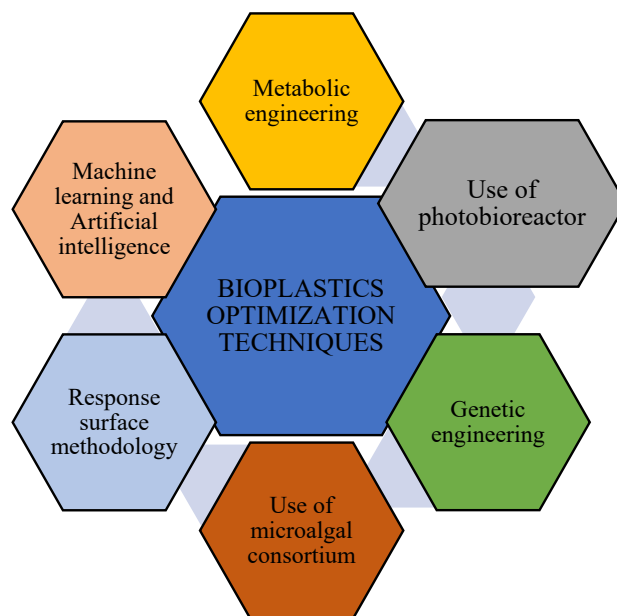 Metabolic
engineering
Use of
photobioreactor
Machine
learning and
Artificial
intelligence
BIOPLASTICS
OPTIMIZATION
TECHNIQUES
Response
surface
methodology
Genetic
engineering
Use of
microalgal
consortium